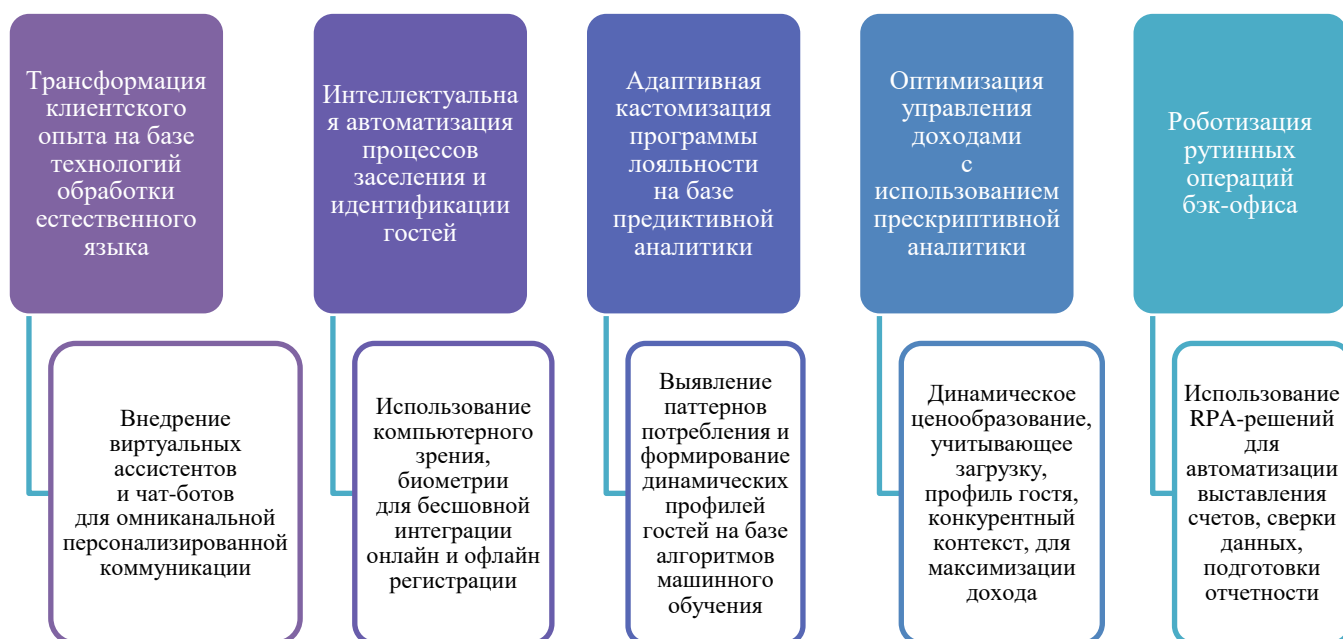 Трансформация
клиентского
опыта на базе
технологий
обработки
естественного
языка
Внедрение
виртуальных
ассистентов
и чат-ботов
для омниканальной
персонализированной
коммуникации
Интеллектуальна
я автоматизация
процессов
заселения и
идентификации
гостей
Использование
компьютерного
зрения,
биометрии
для бесшовной
интеграции
онлайн и офлайн
регистрации
Адаптивная
кастомизация
программы
лояльности
на базе
предиктивной
аналитики
Выявление
паттернов
потребления и
формирование
динамических
профилей
гостей на базе
алгоритмов
машинного
обучения
Оптимизация
управления
доходами
с
использованием
прескриптивной
аналитики
Динамическое
ценообразование,
учитывающее
загрузку,
профиль гостя,
конкурентный
контекст, для
максимизации
дохода
Роботизация
рутинных
операций
бэк-офиса
Использование
RPA-решений
для
автоматизации
выставления
счетов, сверки
данных,
подготовки
отчетности